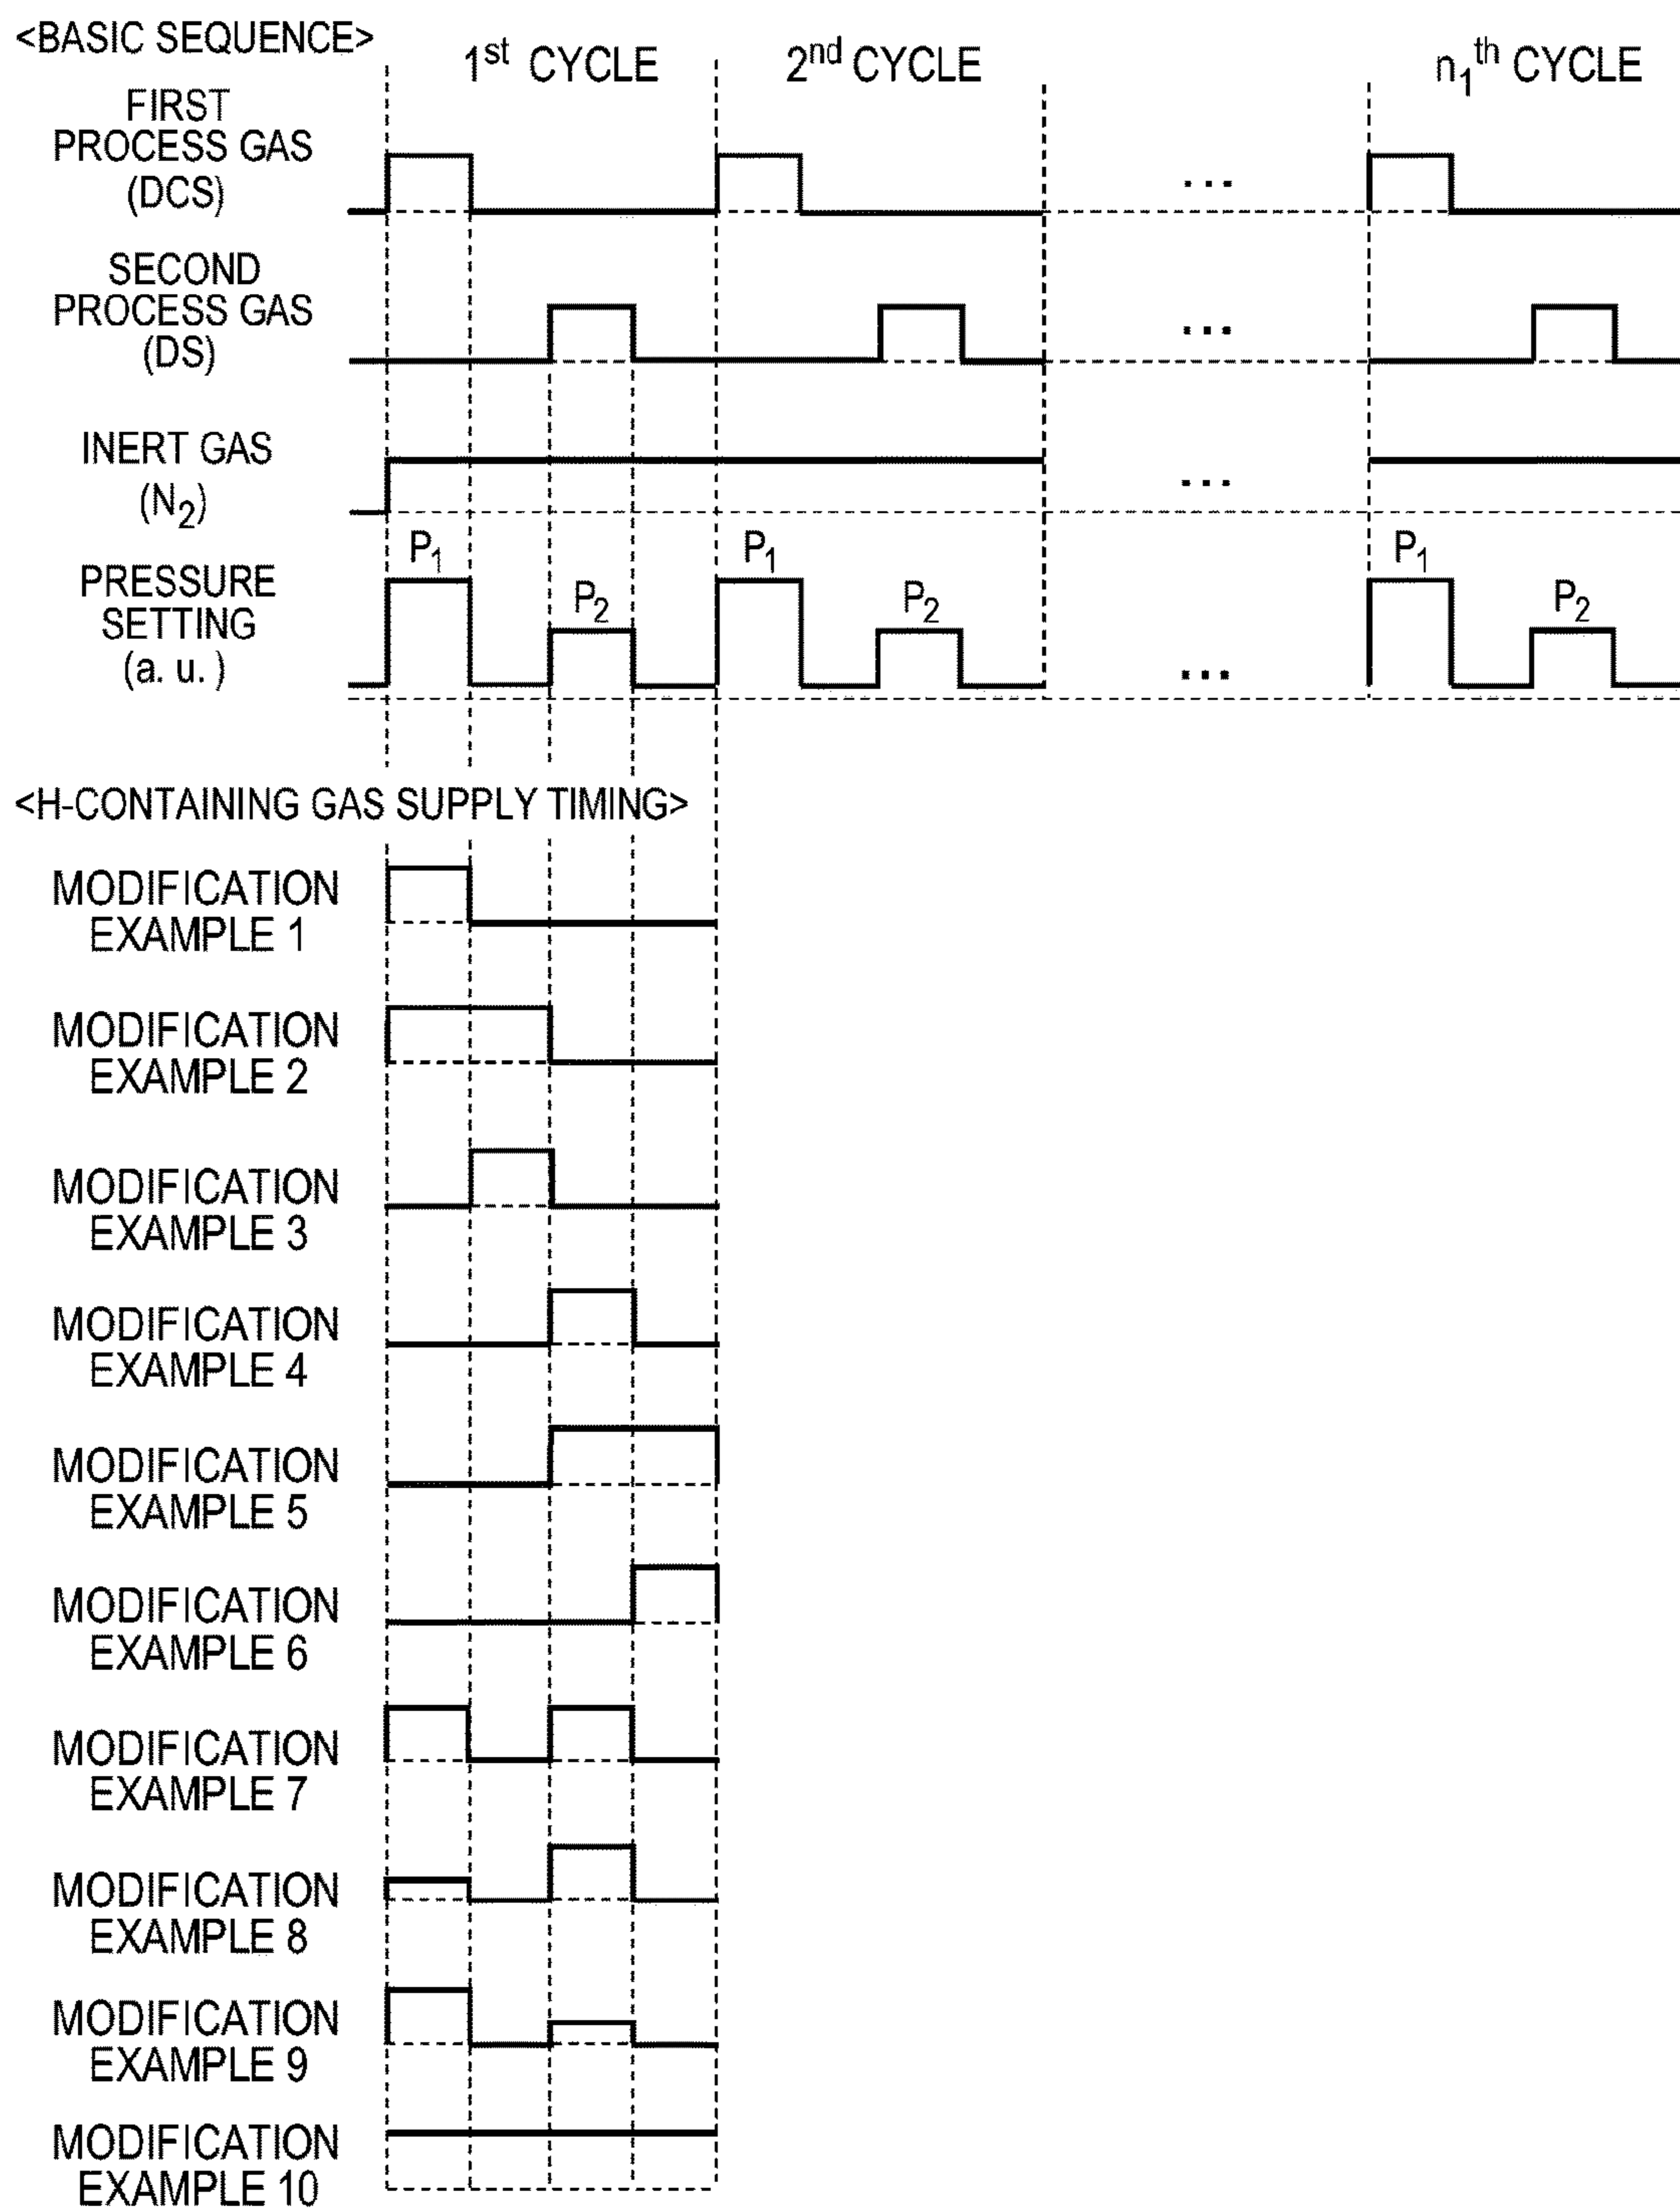 <BASIC SEQUENCE>
1st CYCLE
2nd CYCLE
n1th CYCLE
FIRST
PROCESS GAS
(DCS)
...
SECOND
PROCESS GAS
(DS)
...
INERT GAS
(N2)
...
PRESSURE
SETTING
(a. u. )
P1
P2
P1
P2
...
P1
P2
<H-CONTAINING GAS SUPPLY TIMING>
MODIFICATION
EXAMPLE 1
MODIFICATION
EXAMPLE 2
MODIFICATION
EXAMPLE 3
MODIFICATION
EXAMPLE 4
MODIFICATION
EXAMPLE 5
MODIFICATION
EXAMPLE 6
MODIFICATION
EXAMPLE 7
MODIFICATION
EXAMPLE 8
MODIFICATION
EXAMPLE 9
MODIFICATION
EXAMPLE 10